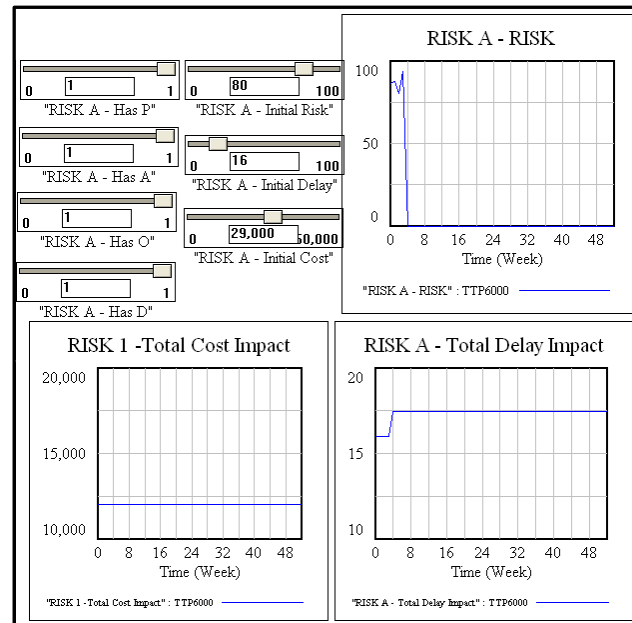 1
0 1
"RISK A - Has P"
80
0 100
"RISK A - Initial Risk"
1
0 1
"RISK A - Has A"
16
0 100
"RISK A - Initial Delay"
1
0 1
"RISK A - Has O"
29,000
0
"RISK A - Initial Cost"
1
0 1
"RISK A - Has D"
RISK A - RISK
100
50
0
0 8 16 24 32 40 48
Time (Week)
"RISK A - RISK" : TTP6000
RISK 1 -Total Cost Impact
20,000
15,000
10,000
0 8 16 24 32 40 48
Time (Week)
"RISK 1 -Total Cost Impact" : TTP6000
RISK A - Total Delay Impact
20
15
10
0 8 16 24 32 40 48
Time (Week)
"RISK A - Total Delay Impact" : TTP6000